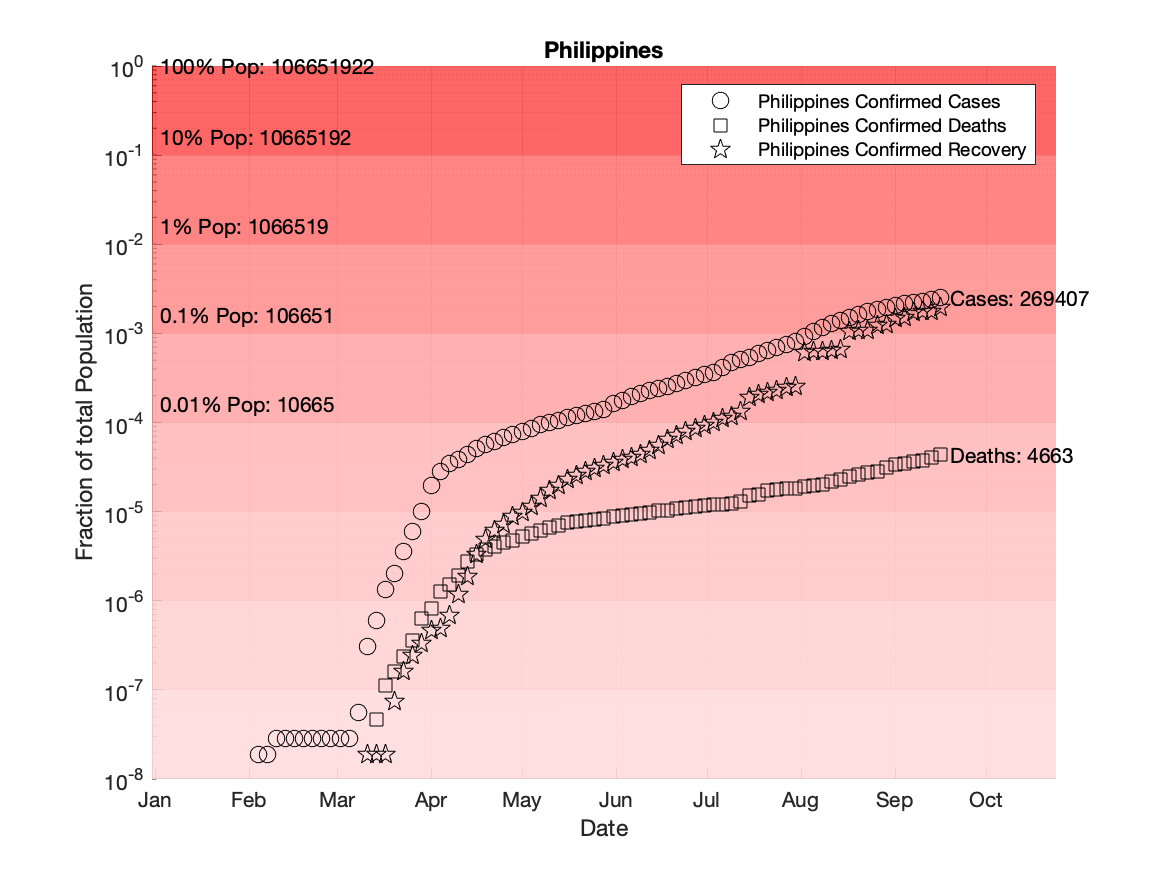 Philippines
10^0
100% Pop: 106651922
Philippines Confirmed Cases
Philippines Confirmed Deaths
Philippines Confirmed Recovery
10% Pop: 10665192
10^-1
1% Pop: 1066519
10^-2
Cases: 269407
0.1% Pop: 106651
10^-3
0.01% Pop: 10665
10^-4
Deaths: 4663
10^-5
10^-6
10^-7
10^-8
Fraction of total Population
Jan Feb Mar Apr May Jun Jul Aug Sep Oct
Date